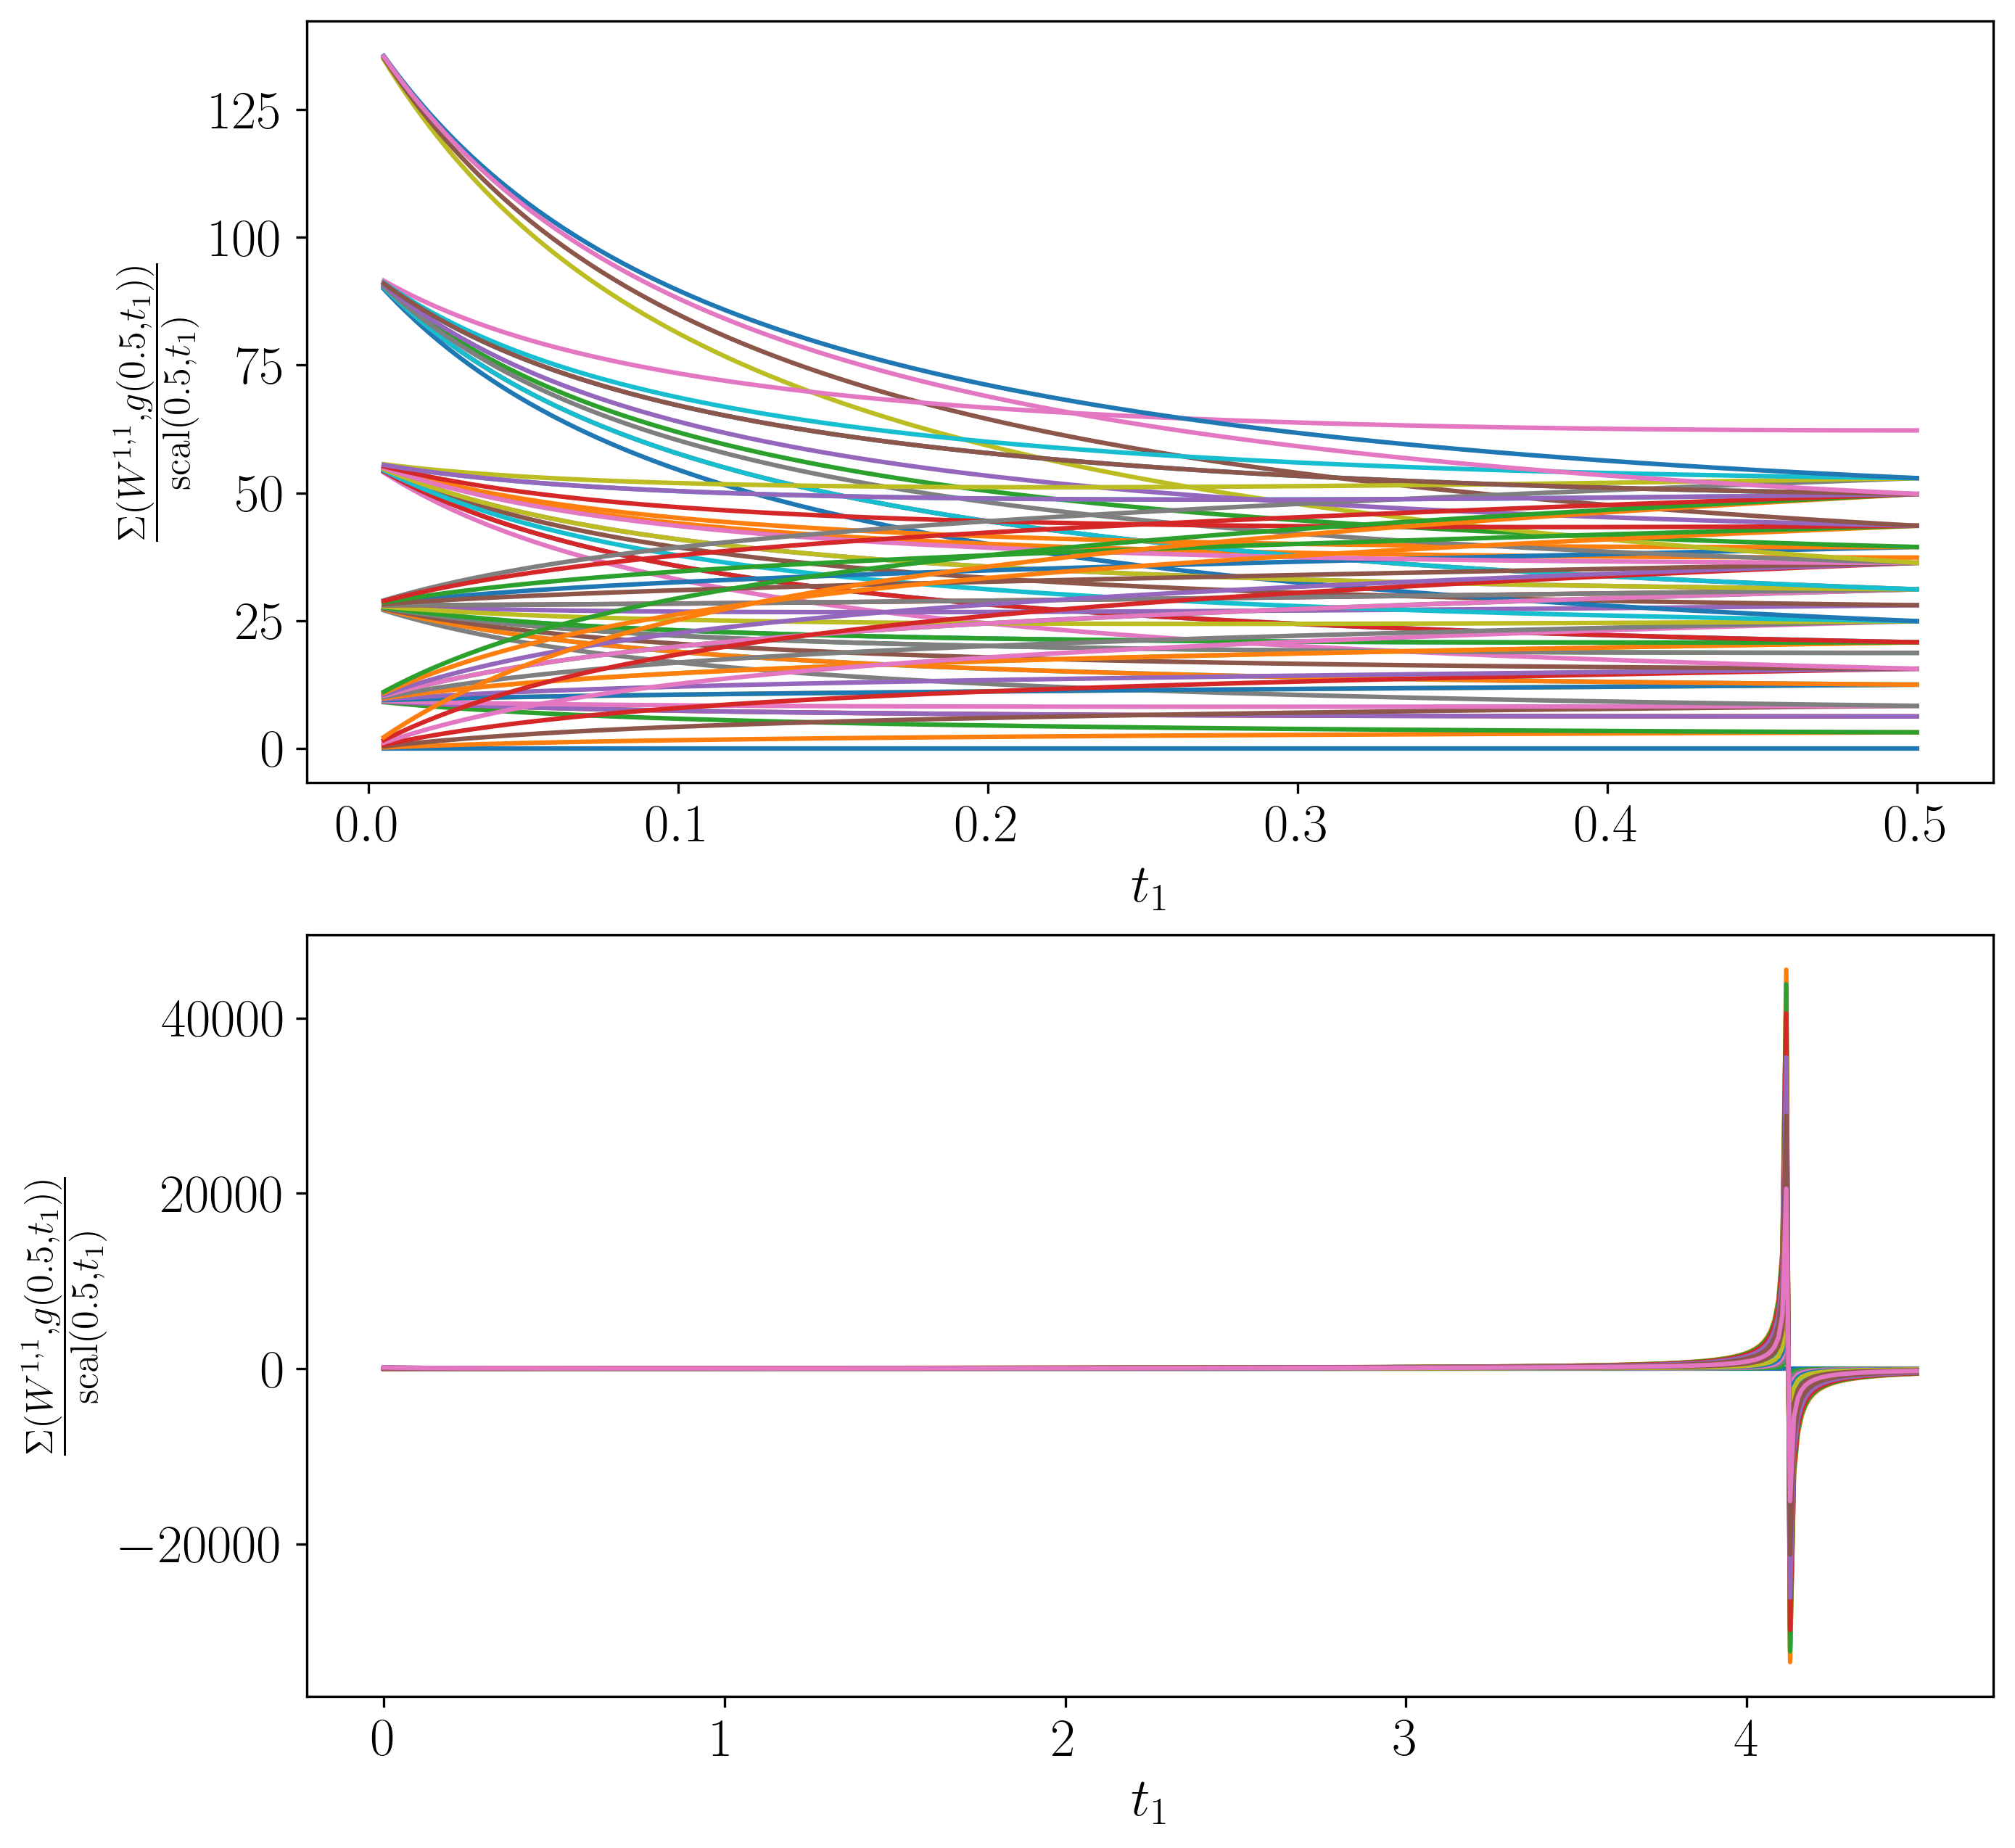 125
100
75
50
25
0
Σ(W^{1,1},g(0.5,t_1))
scal(0.5,t_1)
0.0 0.1 0.2 0.3 0.4 0.5
t_1
40000
20000
0
−20000
Σ(W^{1,1},g(0.5,t_1))
scal(0.5,t_1)
0 1 2 3 4
t_1